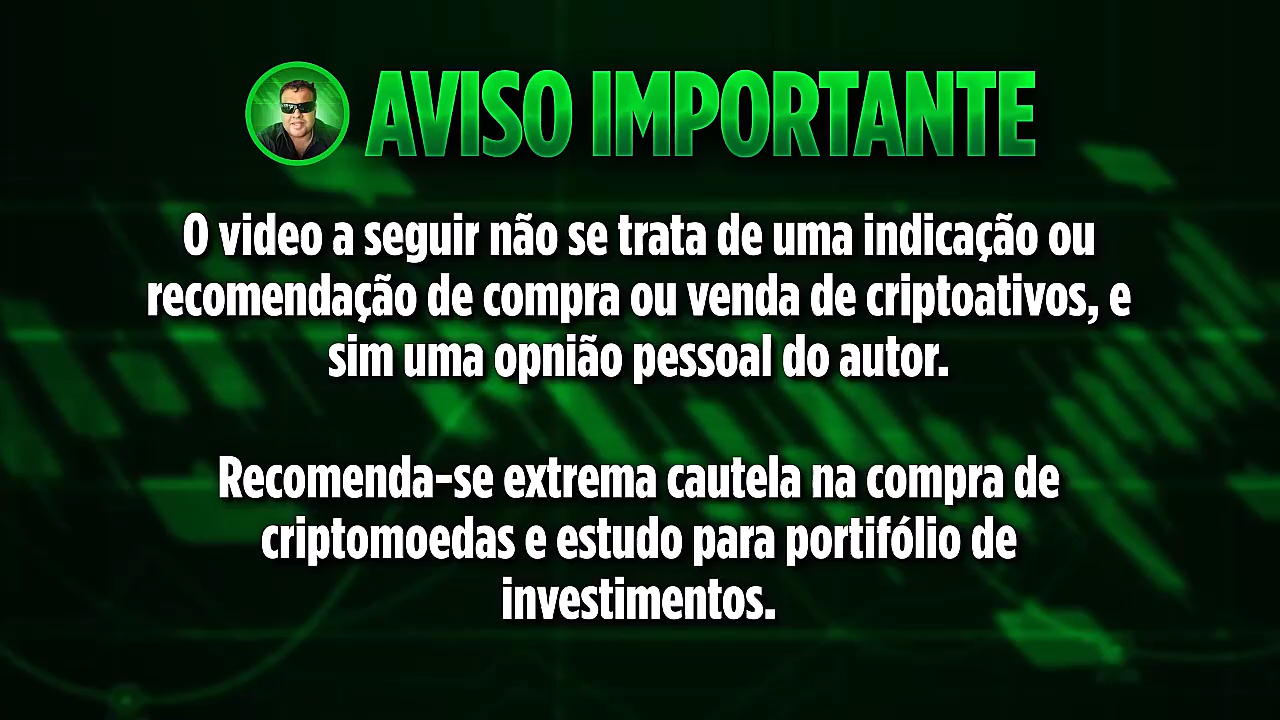 AVISO IMPORTANTE
O video a seguir não se trata de uma indicação ou
recomendação de compra ou venda de criptoativos, e
sim uma opnião pessoal do autor.
Recomenda-se extrema cautela na compra de
criptomoedas e estudo para portifólio de
investimentos.